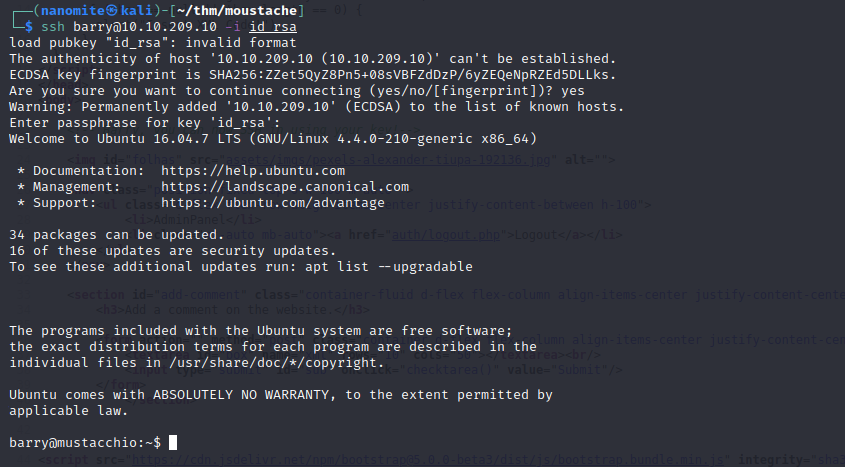 (nanomite㉿kali)-[~/thm/moustache]
$ ssh barry@10.10.209.10 -i id_rsa
load pubkey "id_rsa": invalid format
The authenticity of host '10.10.209.10 (10.10.209.10)' can't be established.
ECDSA key fingerprint is SHA256:ZZet5QyZ8Pn5+08sVBFZdDzP/6yZEQeNpRZEd5DLLks.
Are you sure you want to continue connecting (yes/no/[fingerprint])? yes
Warning: Permanently added '10.10.209.10' (ECDSA) to the list of known hosts.
Enter passphrase for key 'id_rsa':
Welcome to Ubuntu 16.04.7 LTS (GNU/Linux 4.4.0-210-generic x86_64)
* Documentation: https://help.ubuntu.com
* Management: https://landscape.canonical.com
* Support: https://ubuntu.com/advantage
34 packages can be updated.
16 of these updates are security updates.
To see these additional updates run: apt list --upgradable
<h3>Add a comment on the website.</h3>
The programs included with the Ubuntu system are free software;
the exact distribution terms for each program are described in the
individual files in /usr/share/doc/*/copyright.
Ubuntu comes with ABSOLUTELY NO WARRANTY, to the extent permitted by
applicable law.
barry@mustacchio:~$